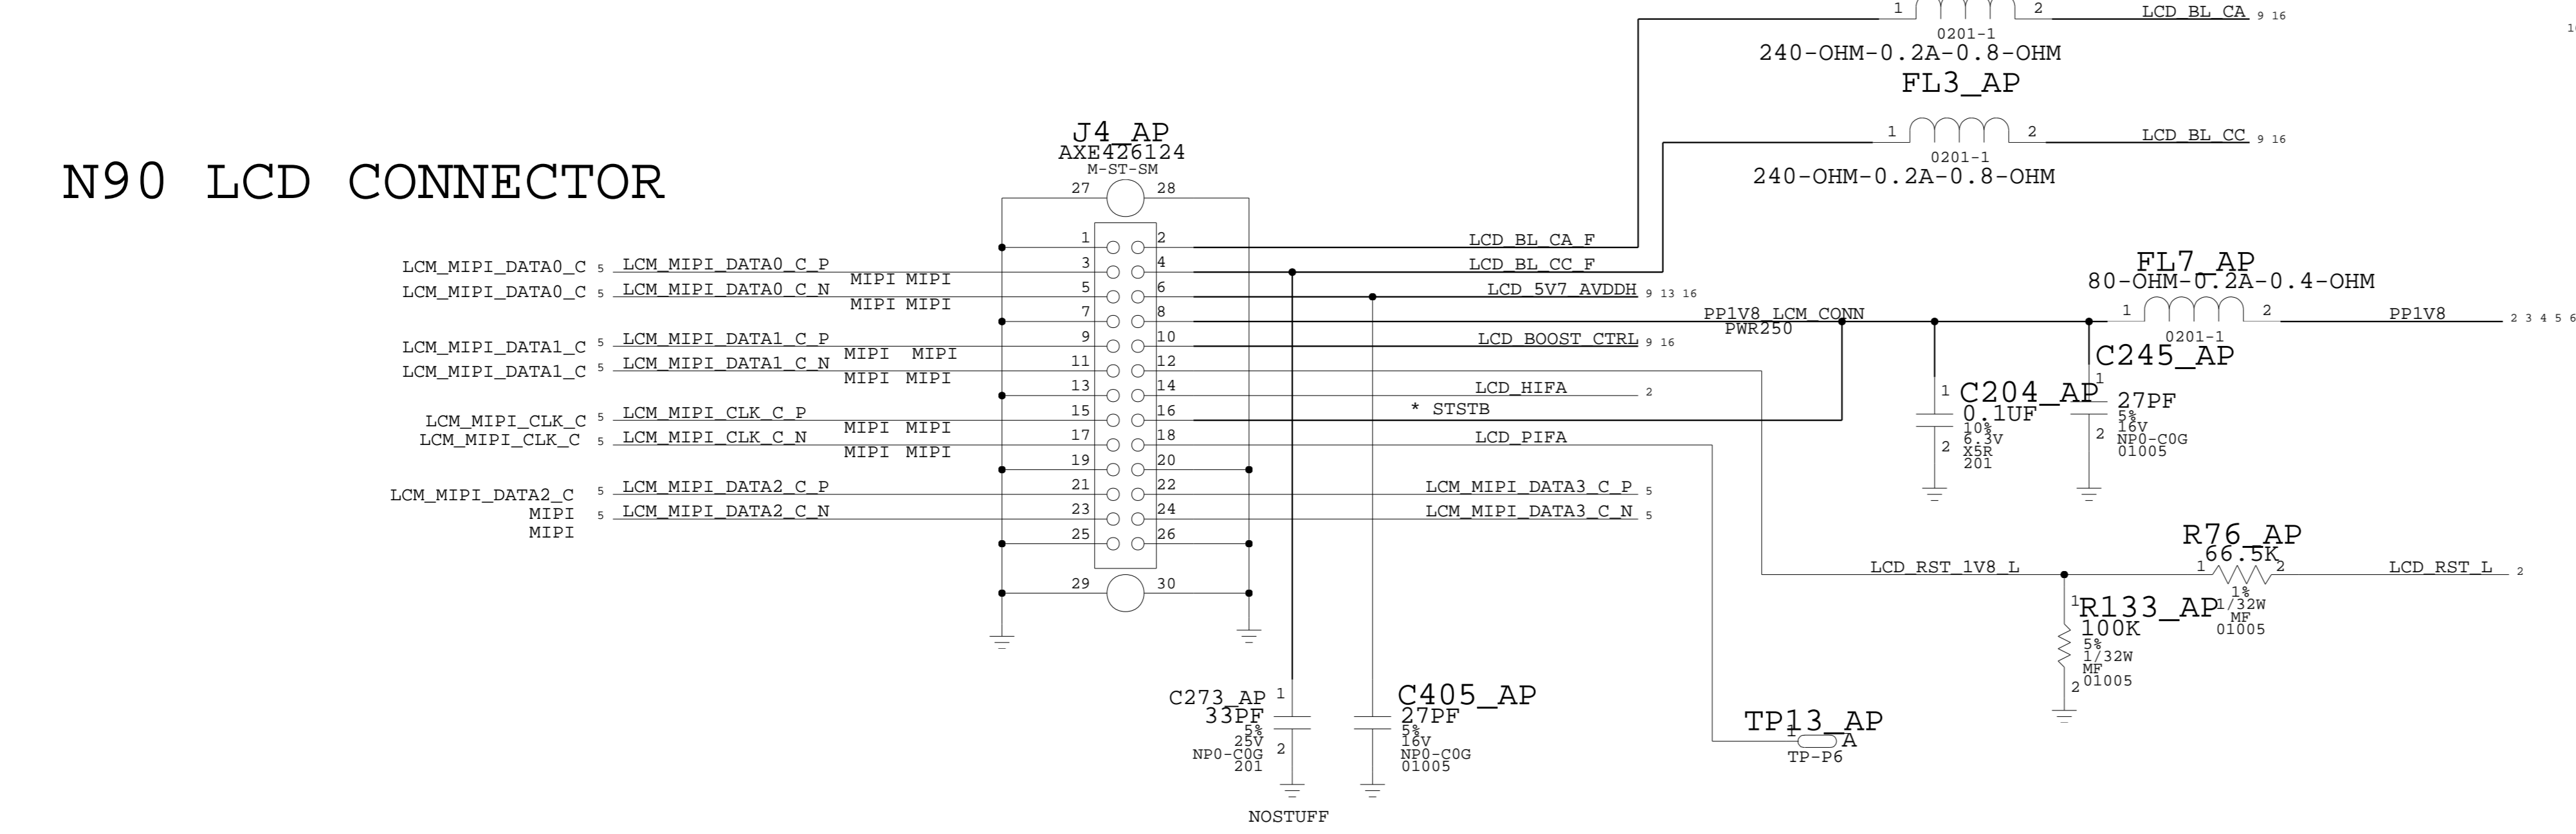 1 2 LCD_BL_CA 9 16
0201-1
240-OHM-0.2A-0.8-OHM
FL3_AP
1 2 LCD_BL_CC 9 16
0201-1
240-OHM-0.2A-0.8-OHM
N90 LCD CONNECTOR
J4_AP
AXE426124
M-ST-SM
27 28
1 2 LCD_BL_CA_F
LCM_MIPI_DATA0_C 5 LCM_MIPI_DATA0_C_P 3 4 LCD_BL_CC_F
MIPI MIPI
LCM_MIPI_DATA0_C 5 LCM_MIPI_DATA0_C_N 5 6 LCD_5V7_AVDDH 9 13 16
MIPI MIPI
7 8 PP1V8_LCM_CONN
PWR250
FL7_AP
80-OHM-0.2A-0.4-OHM
1 2 PP1V8 2 3 4 5 6
0201-1
LCM_MIPI_DATA1_C 5 LCM_MIPI_DATA1_C_P 9 10 LCD_BOOST_CTRL 9 16
MIPI MIPI
LCM_MIPI_DATA1_C 5 LCM_MIPI_DATA1_C_N 11 12
MIPI MIPI
13 14 LCD_HIFA 2
LCM_MIPI_CLK_C 5 LCM_MIPI_CLK_C_P 15 16 * STSTB
MIPI MIPI
LCM_MIPI_CLK_C 5 LCM_MIPI_CLK_C_N 17 18 LCD_PIFA
MIPI MIPI
19 20
LCM_MIPI_DATA2_C 5 LCM_MIPI_DATA2_C_P 21 22 LCM_MIPI_DATA3_C_P 5
MIPI 5 LCM_MIPI_DATA2_C_N 23 24 LCM_MIPI_DATA3_C_N 5
MIPI
25 26
29 30
C245_AP
1
27PF
5%
16V
2 NP0-C0G
01005
1 C204_AP
0.1UF
10%
6.3V
2 X5R
201
R76_AP
66.5K
LCD_RST_1V8_L 1 2 LCD_RST_L 2
1%
1/32W
MF
01005
1 R133_AP
100K
5%
1/32W
MF
2 01005
C273_AP 1
33PF
5%
25V
NP0-C0G 2
201
NOSTUFF
C405_AP
27PF
5%
16V
NP0-C0G
01005
TP13_AP
1 A
TP-P6